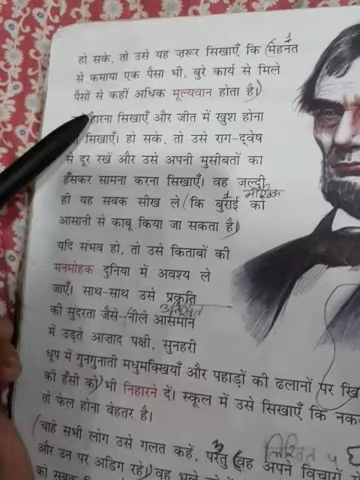 हो सके, तो उसे यह ज़रूर सिखाएँ कि (मेहनत
से कमाया एक पैसा भी, बुरे कार्य से मिले
पैसों से कहीं अधिक मूल्यवान होता है।)
हारना सिखाएँ और जीत में खुश होना
सिखाएँ। हो सके, तो उसे राग-द्वेष
से दूर रखें और उसे अपनी मुसीबतों का
हँसकर सामना करना सिखाएँ। वह जल्दी
ही यह सबक सीख ले (कि बुराई को
आसानी से काबू किया जा सकता है)
यदि संभव हो, तो उसे किताबों की
मनमोहक दुनिया में अवश्य ले
जाएँ। साथ-साथ उसे प्रकृति
की सुंदरता जैसे—नीले आसमान
में उड़ते आज़ाद पक्षी, सुनहरी
धूप में गुनगुनाती मधुमक्खियाँ और पहाड़ों की ढलानों पर
की हँसी को) भी निहारने दें। स्कूल में उसे सिखाएँ कि
तो फेल होना बेहतर है।
(चाहे सभी लोग उसे गलत कहें, परंतु (वह अपने विचारों
और उन पर अडिग रहे।) वह भले